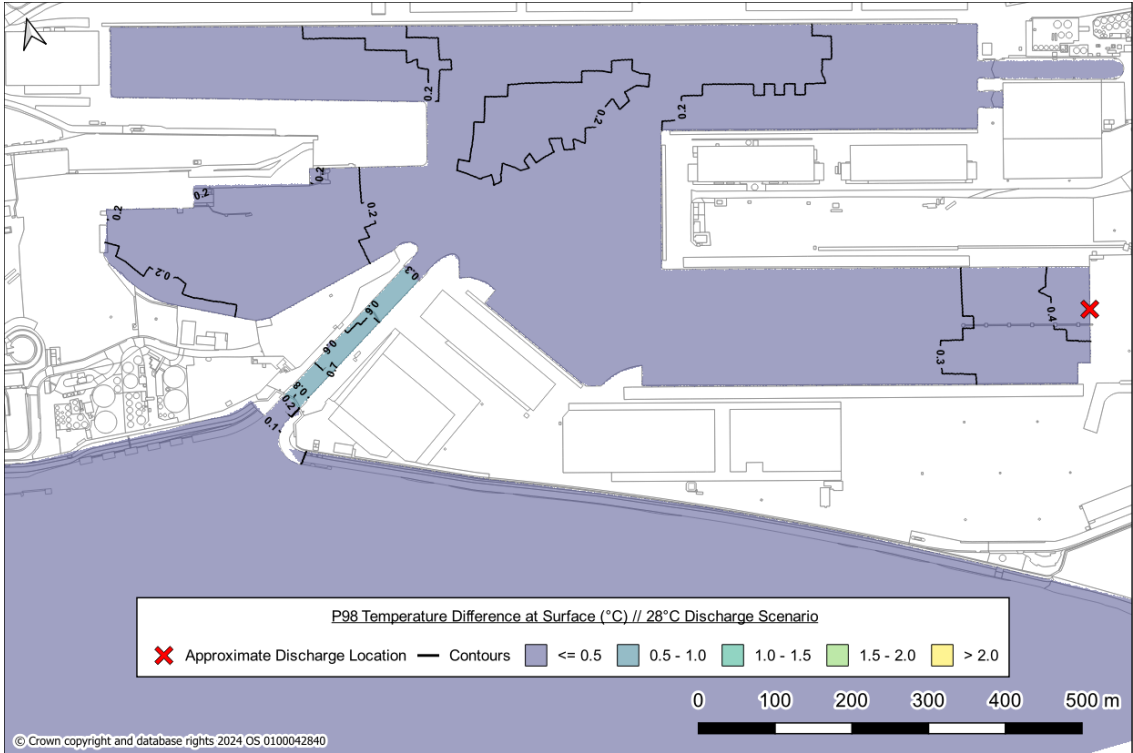 0.2
0.2
0.2
0.2
0.2
0.2
0.2
0.2
0.3
0.6
0.6
0.7
0.8
0.2
0.1
0.4
0.3
P98 Temperature Difference at Surface (°C) // 28°C Discharge Scenario
Approximate Discharge Location
Contours
<= 0.5
0.5 - 1.0
1.0 - 1.5
1.5 - 2.0
> 2.0
0 100 200 300 400 500 m
© Crown copyright and database rights 2024 OS 0100042840